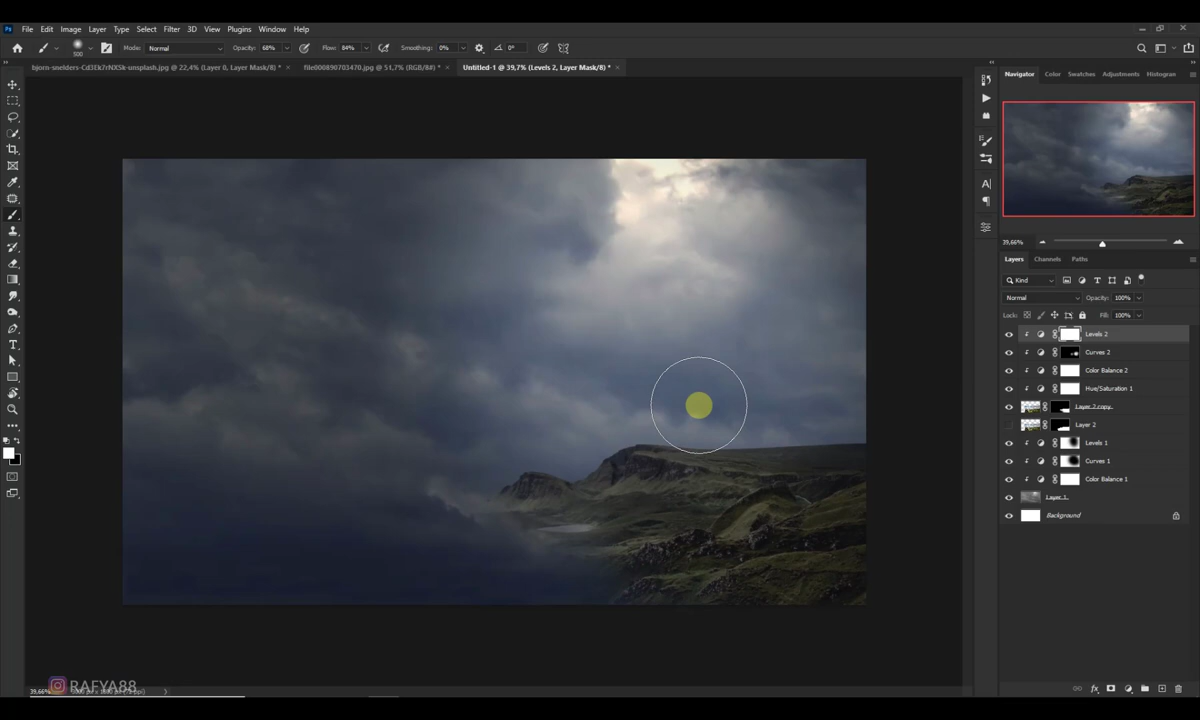 Ps File Edit Image Layer Type Select Filter 3D View Plugins Window Help
500 Mode: Normal Opacity: 68% Flow: 84% Smoothing: 0% 0°
bjorn-snelders-Cd3Ek7rNXSk-unsplash.jpg @ 22,4% (Layer 0, Layer Mask/8) * × file000890703470.jpg @ 51,7% (RGB/8#) * × Untitled-1 @ 39,7% (Levels 2, Layer Mask/8) * ×
Navigator Color Swatches Adjustments Histogran
39,66%
Layers Channels Paths
Kind
Normal Opacity: 100%
Lock: Fill: 100%
Levels 2
Curves 2
Color Balance 2
Hue/Saturation 1
Layer 2 copy
Layer 2
Levels 1
Curves 1
Color Balance 1
Layer 1
Background
RAFYA88
39,66%